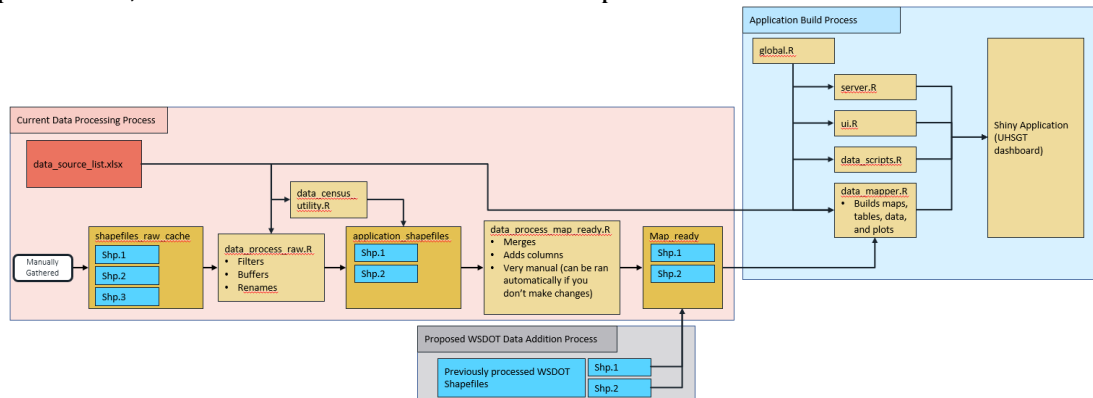 Application Build Process
global.R
server.R
ui.R
data_scripts.R
data_mapper.R
• Builds maps,
tables, data,
and plots
Shiny Application
(UHSGT
dashboard)
Current Data Processing Process
data_source_list.xlsx
data_census_
utility.R
Manually
Gathered
shapefiles_raw_cache
Shp.1
Shp.2
Shp.3
data_process_raw.R
• Filters
• Buffers
• Renames
application_shapefiles
Shp.1
Shp.2
data_process_map_ready.R
• Merges
• Adds columns
• Very manual (can be ran
automatically if you
don't make changes)
Map_ready
Shp.1
Shp.2
Proposed WSDOT Data Addition Process
Previously processed WSDOT
Shapefiles
Shp.1
Shp.2